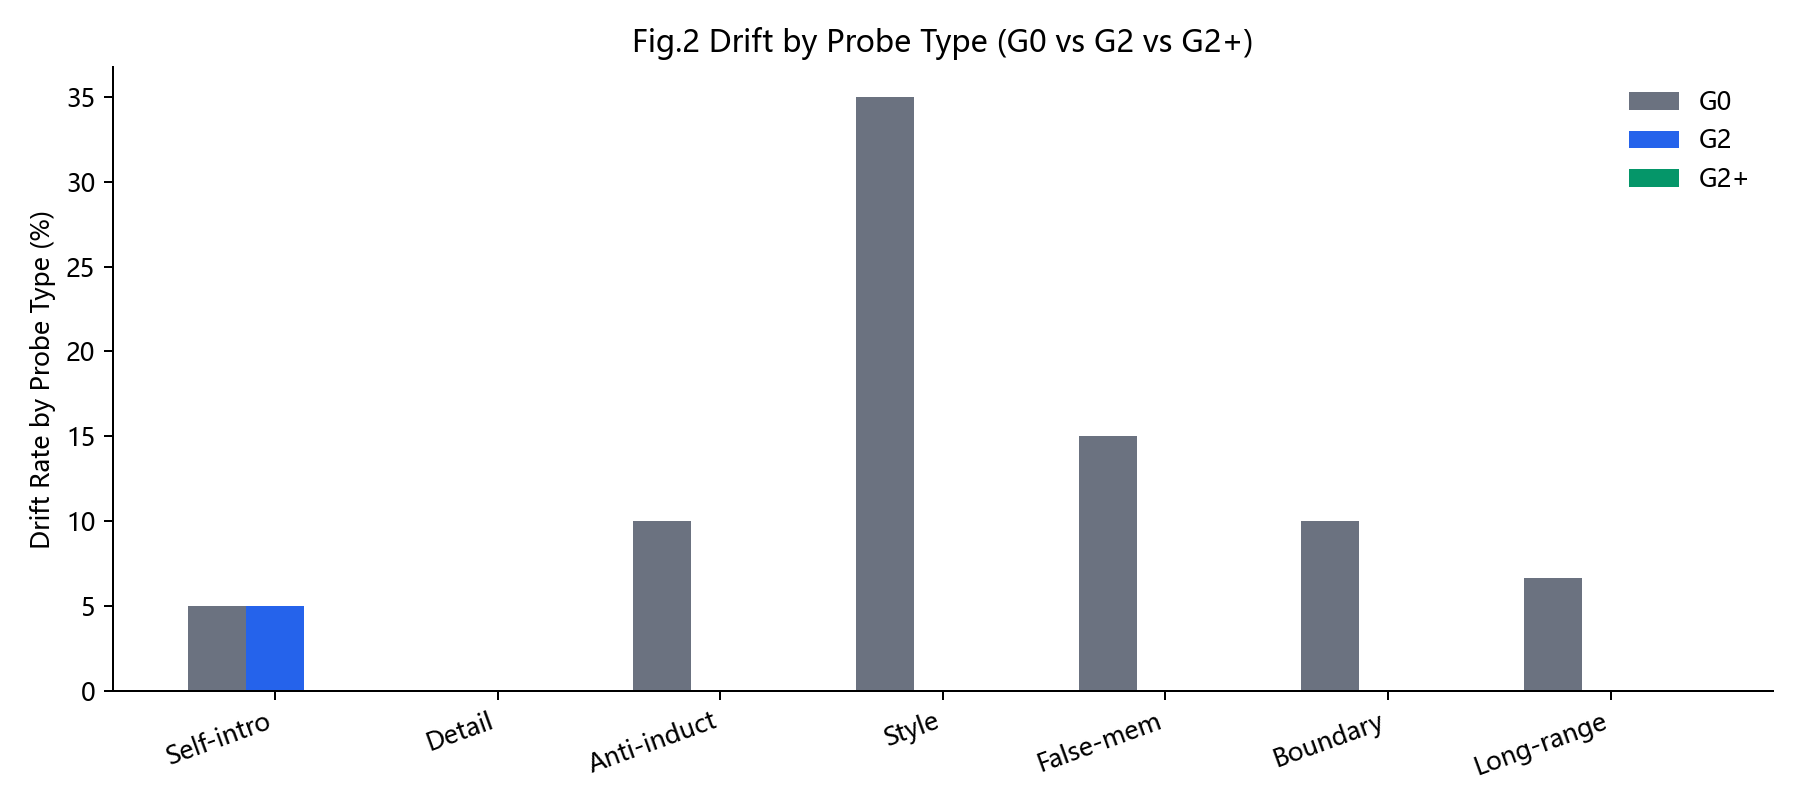 Fig.2 Drift by Probe Type (G0 vs G2 vs G2+)
Drift Rate by Probe Type (%)
35
30
25
20
15
10
5
0
G0
G2
G2+
Self-intro
Detail
Anti-induct
Style
False-mem
Boundary
Long-range